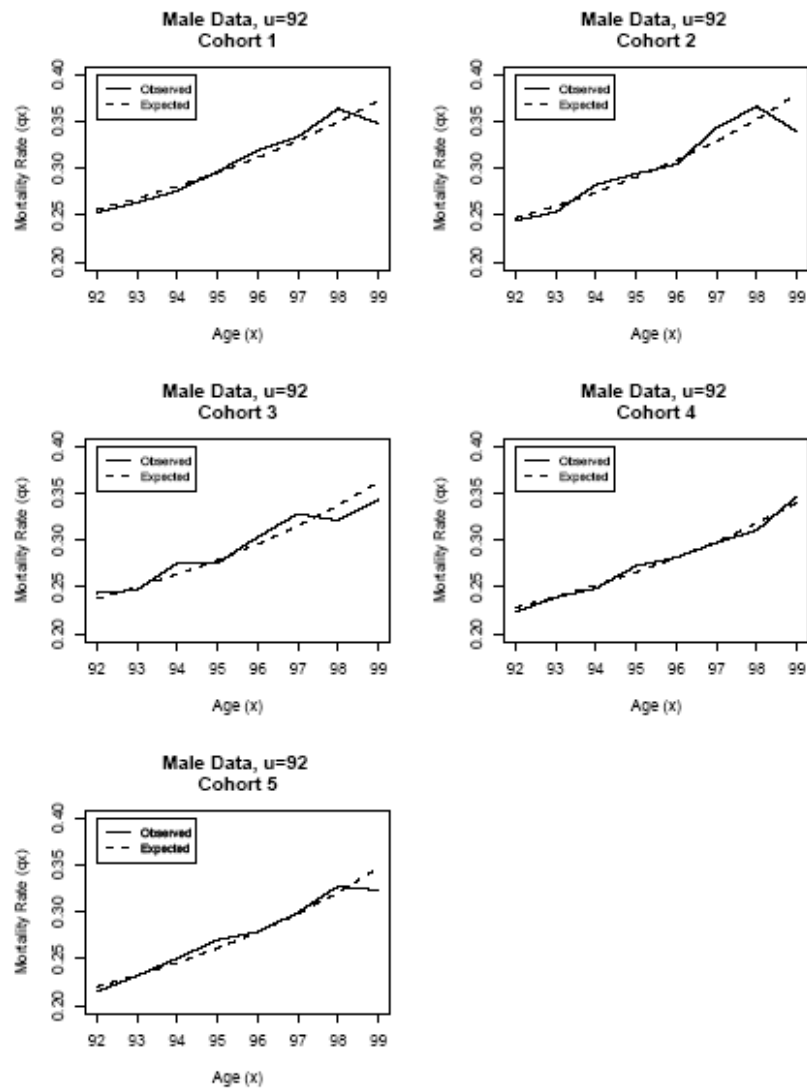 Male Data, u=92
Cohort 1
Observed
Expected
Mortality Rate (qx)
0.20 0.25 0.30 0.35 0.40
92 93 94 95 96 97 98 99
Age (x)
Male Data, u=92
Cohort 2
Observed
Expected
Mortality Rate (qx)
0.20 0.25 0.30 0.35 0.40
92 93 94 95 96 97 98 99
Age (x)
Male Data, u=92
Cohort 3
Observed
Expected
Mortality Rate (qx)
0.20 0.25 0.30 0.35 0.40
92 93 94 95 96 97 98 99
Age (x)
Male Data, u=92
Cohort 4
Observed
Expected
Mortality Rate (qx)
0.20 0.25 0.30 0.35 0.40
92 93 94 95 96 97 98 99
Age (x)
Male Data, u=92
Cohort 5
Observed
Expected
Mortality Rate (qx)
0.20 0.25 0.30 0.35 0.40
92 93 94 95 96 97 98 99
Age (x)